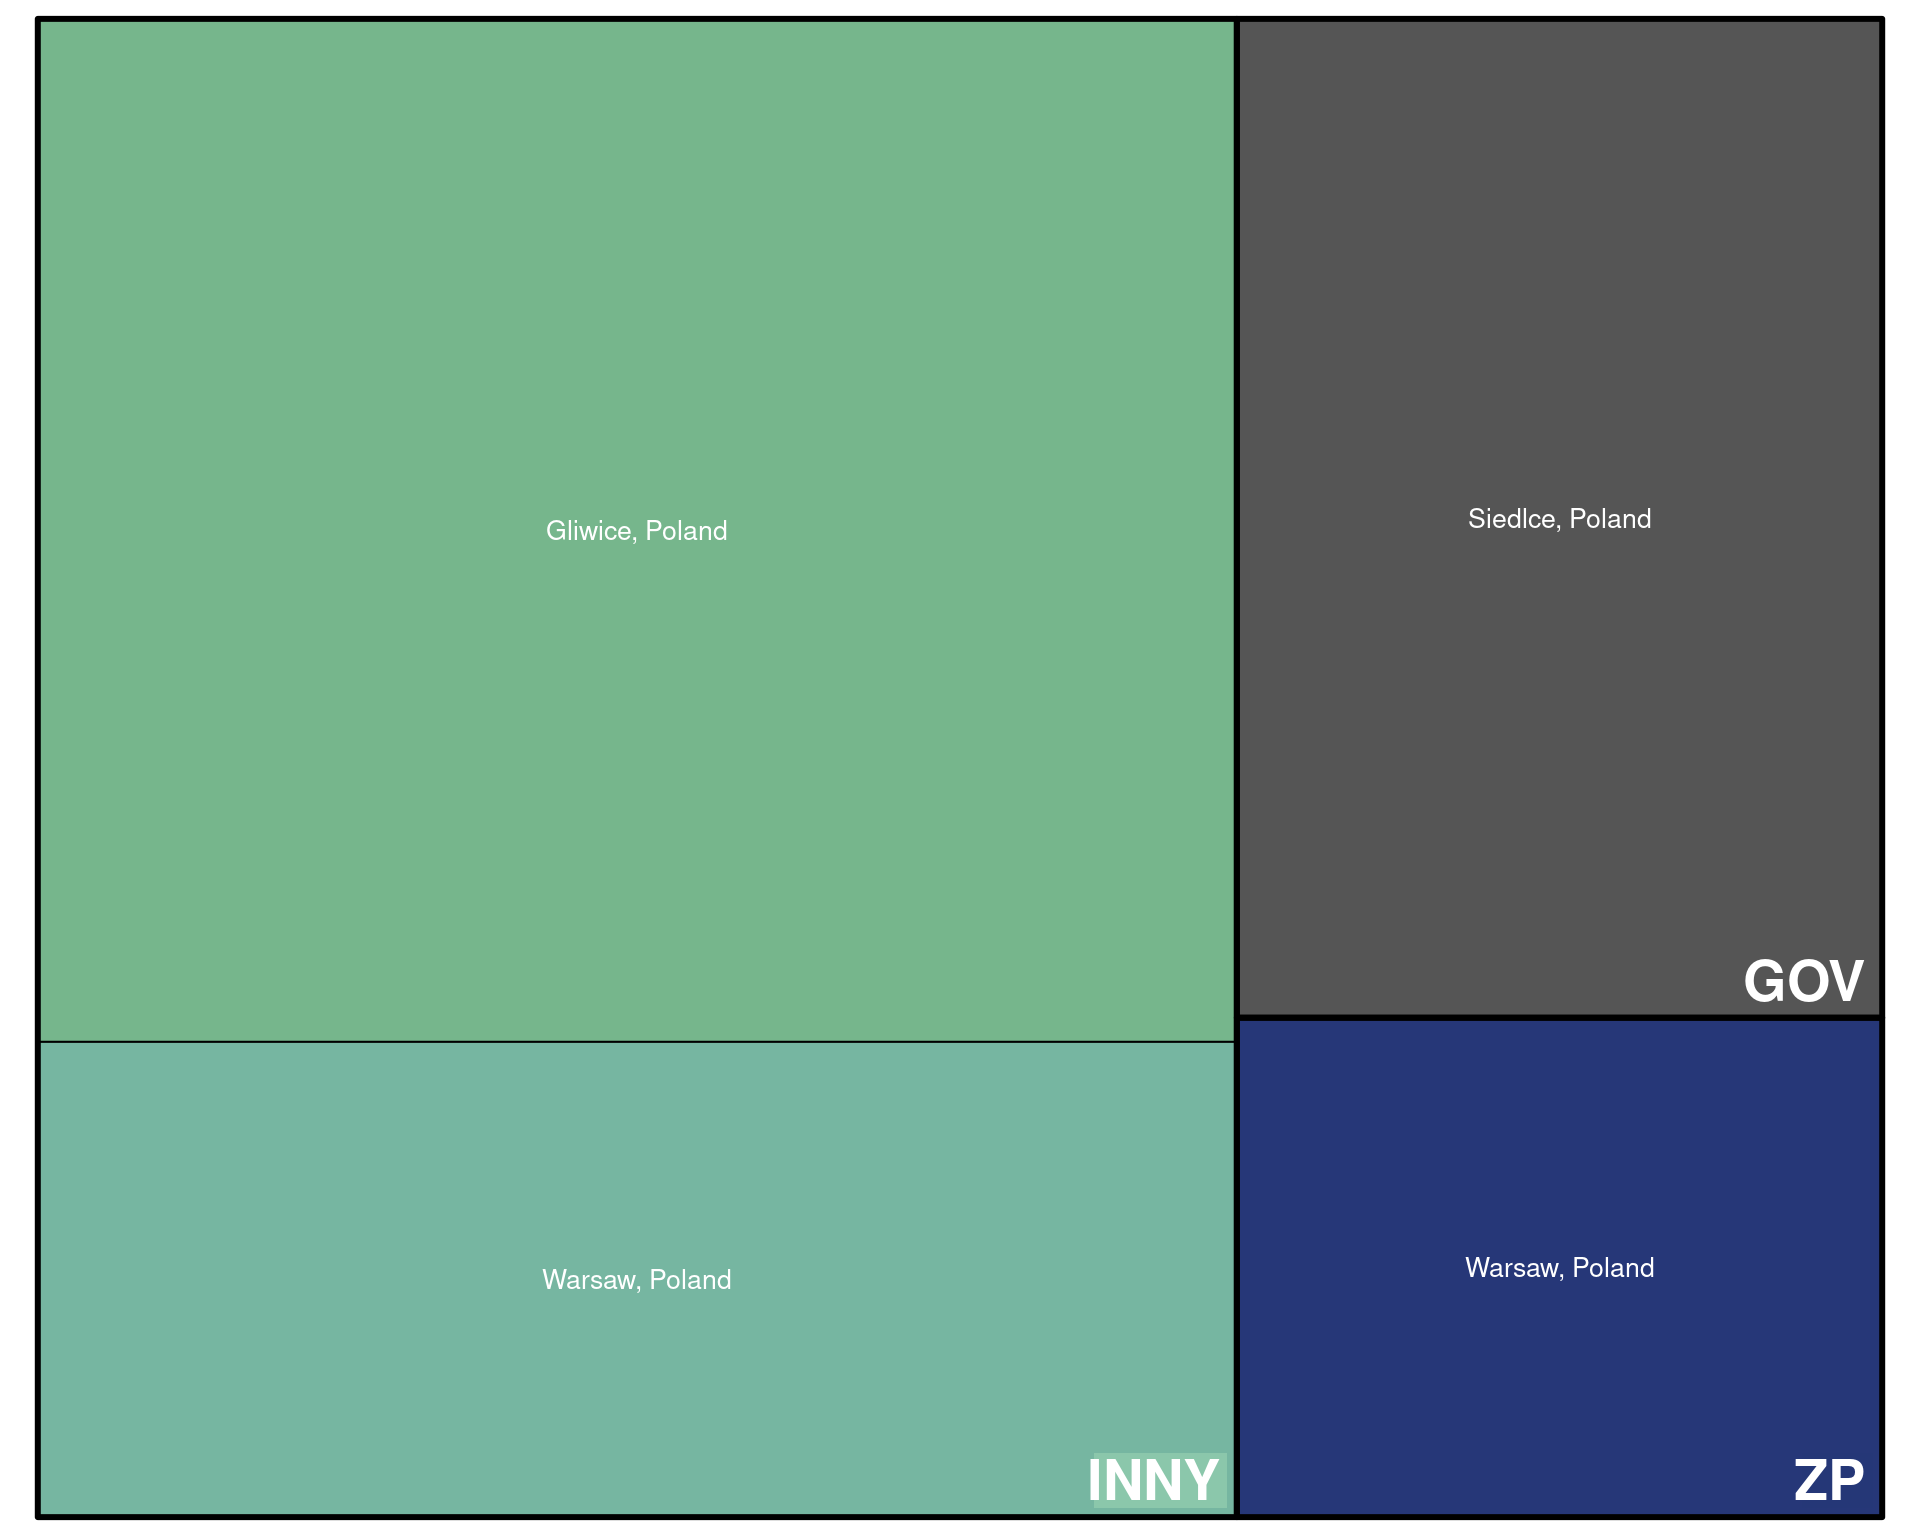 Gliwice, Poland
Siedlce, Poland
GOV
Warsaw, Poland
INNY
Warsaw, Poland
ZP